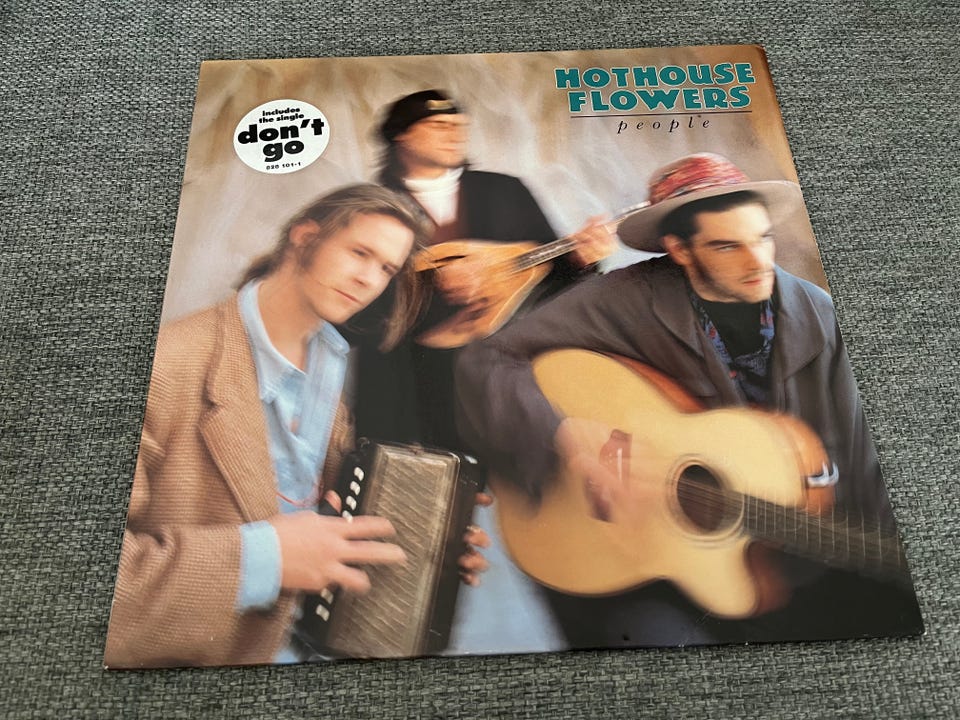 includes
the single
don't
go
828 101-1
HOTHOUSE
FLOWERS
people